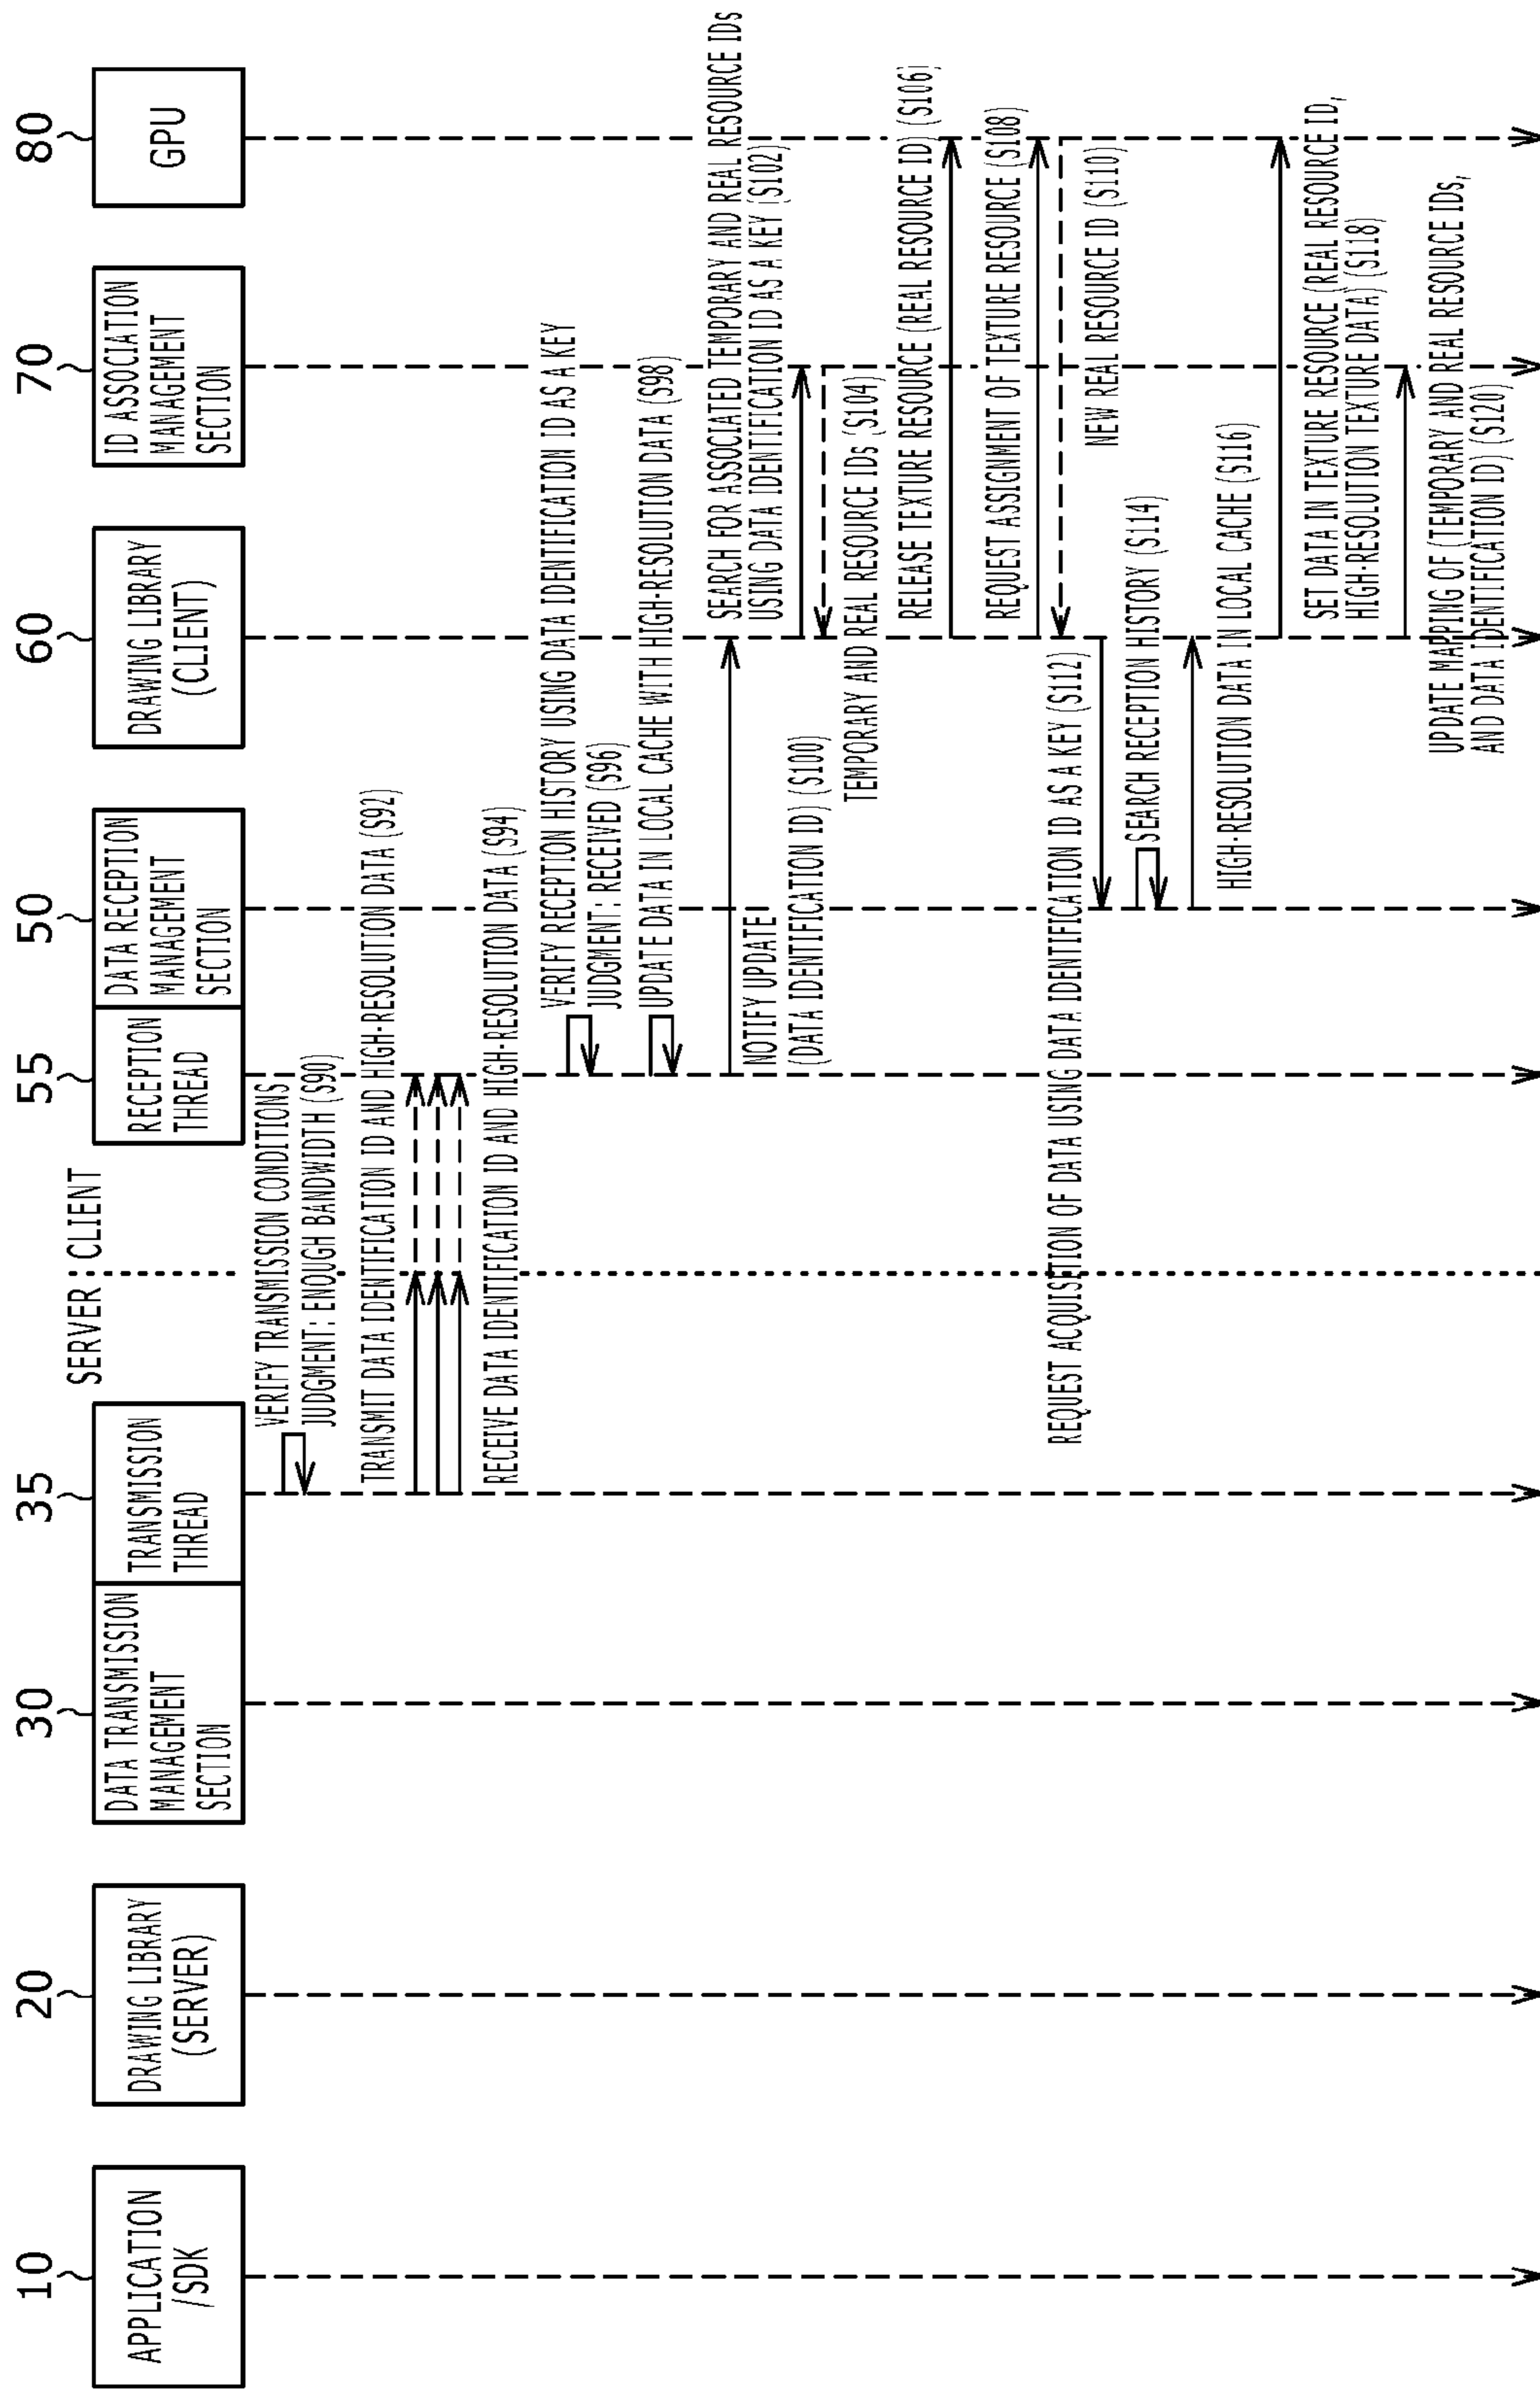 10
20
30
35
55
50
60
70
80
SERVER
CLIENT
APPLICATION
/SDK
DRAWING LIBRARY
(SERVER)
DATA TRANSMISSION
MANAGEMENT
SECTION
TRANSMISSION
THREAD
RECEPTION
THREAD
DATA RECEPTION
MANAGEMENT
SECTION
DRAWING LIBRARY
(CLIENT)
ID ASSOCIATION
MANAGEMENT
SECTION
GPU
VERIFY TRANSMISSION CONDITIONS
JUDGMENT: ENOUGH BANDWIDTH (S90)
TRANSMIT DATA IDENTIFICATION ID AND HIGH-RESOLUTION DATA (S92)
RECEIVE DATA IDENTIFICATION ID AND HIGH-RESOLUTION DATA (S94)
VERIFY RECEPTION HISTORY USING DATA IDENTIFICATION ID AS A KEY
JUDGMENT: RECEIVED (S96)
UPDATE DATA IN LOCAL CACHE WITH HIGH-RESOLUTION DATA (S98)
NOTIFY UPDATE
(DATA IDENTIFICATION ID) (S100)
SEARCH FOR ASSOCIATED TEMPORARY AND REAL RESOURCE IDs
USING DATA IDENTIFICATION ID AS A KEY (S102)
TEMPORARY AND REAL RESOURCE IDs (S104)
RELEASE TEXTURE RESOURCE (REAL RESOURCE ID) (S106)
REQUEST ASSIGNMENT OF TEXTURE RESOURCE (S108)
NEW REAL RESOURCE ID (S110)
REQUEST ACQUISITION OF DATA USING DATA IDENTIFICATION ID AS A KEY (S112)
SEARCH RECEPTION HISTORY (S114)
HIGH-RESOLUTION DATA IN LOCAL CACHE (S116)
SET DATA IN TEXTURE RESOURCE (REAL RESOURCE ID,
HIGH-RESOLUTION TEXTURE DATA) (S118)
UPDATE MAPPING OF (TEMPORARY AND REAL RESOURCE IDs,
AND DATA IDENTIFICATION ID) (S120)